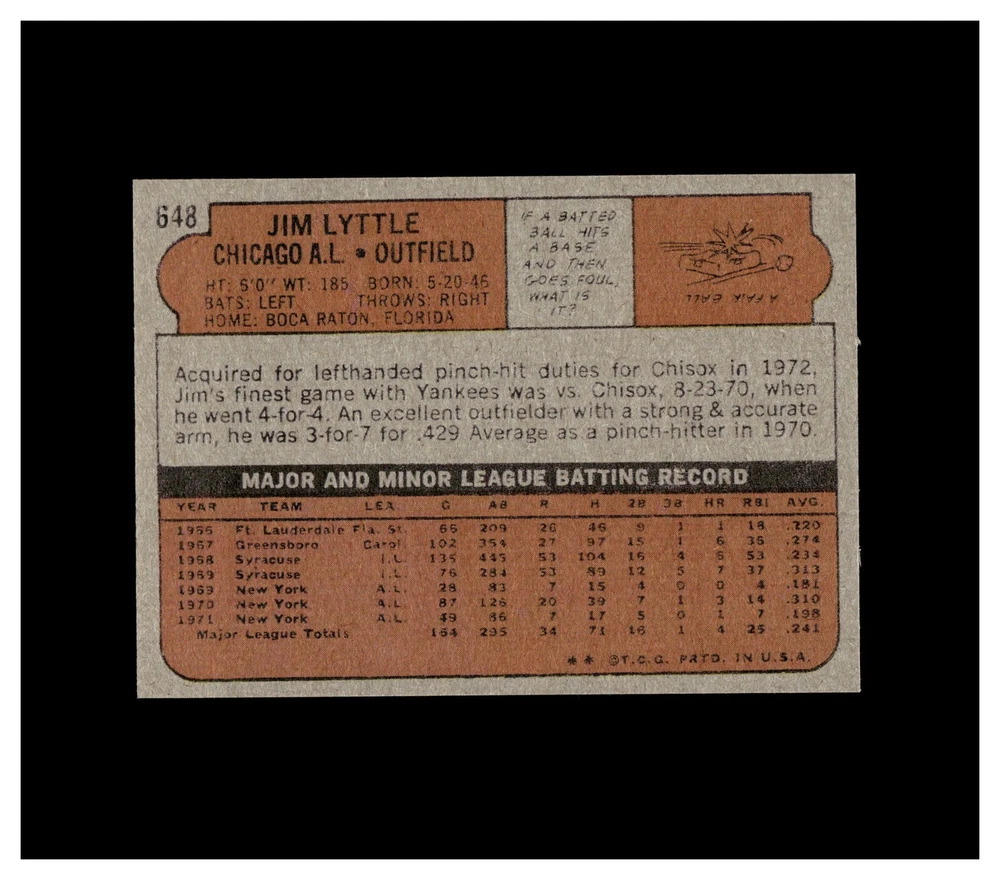 648
JIM LYTTLE
CHICAGO A.L. • OUTFIELD
HT: 6'0" WT: 185 BORN: 5-20-46
BATS: LEFT THROWS: RIGHT
HOME: BOCA RATON, FLORIDA
IF A BATTED
BALL HITS
A BASE
AND THEN
GOES FOUL,
WHAT IS
IT?
A FAIR BALL
Acquired for lefthanded pinch-hit duties for Chisox in 1972,
Jim's finest game with Yankees was vs. Chisox, 8-23-70, when
he went 4-for-4. An excellent outfielder with a strong & accurate
arm, he was 3-for-7 for .429 Average as a pinch-hitter in 1970.
MAJOR AND MINOR LEAGUE BATTING RECORD
YEAR TEAM LEA. G AB R H 2B 3B HR RBI AVG.
1966 Ft. Lauderdale Fla. St. 66 209 26 46 9 1 1 18 .220
1967 Greensboro Carol. 102 354 27 97 15 1 6 36 .274
1968 Syracuse I.L. 135 445 53 104 16 4 6 53 .234
1969 Syracuse I.L. 76 284 53 89 12 5 7 37 .313
1969 New York A.L. 28 83 7 15 4 0 0 4 .181
1970 New York A.L. 87 126 20 39 7 1 3 14 .310
1971 New York A.L. 49 86 7 17 5 0 1 7 .198
Major League Totals 164 295 34 71 16 1 4 25 .241
* * ©T.C.G. PRTD. IN U.S.A.